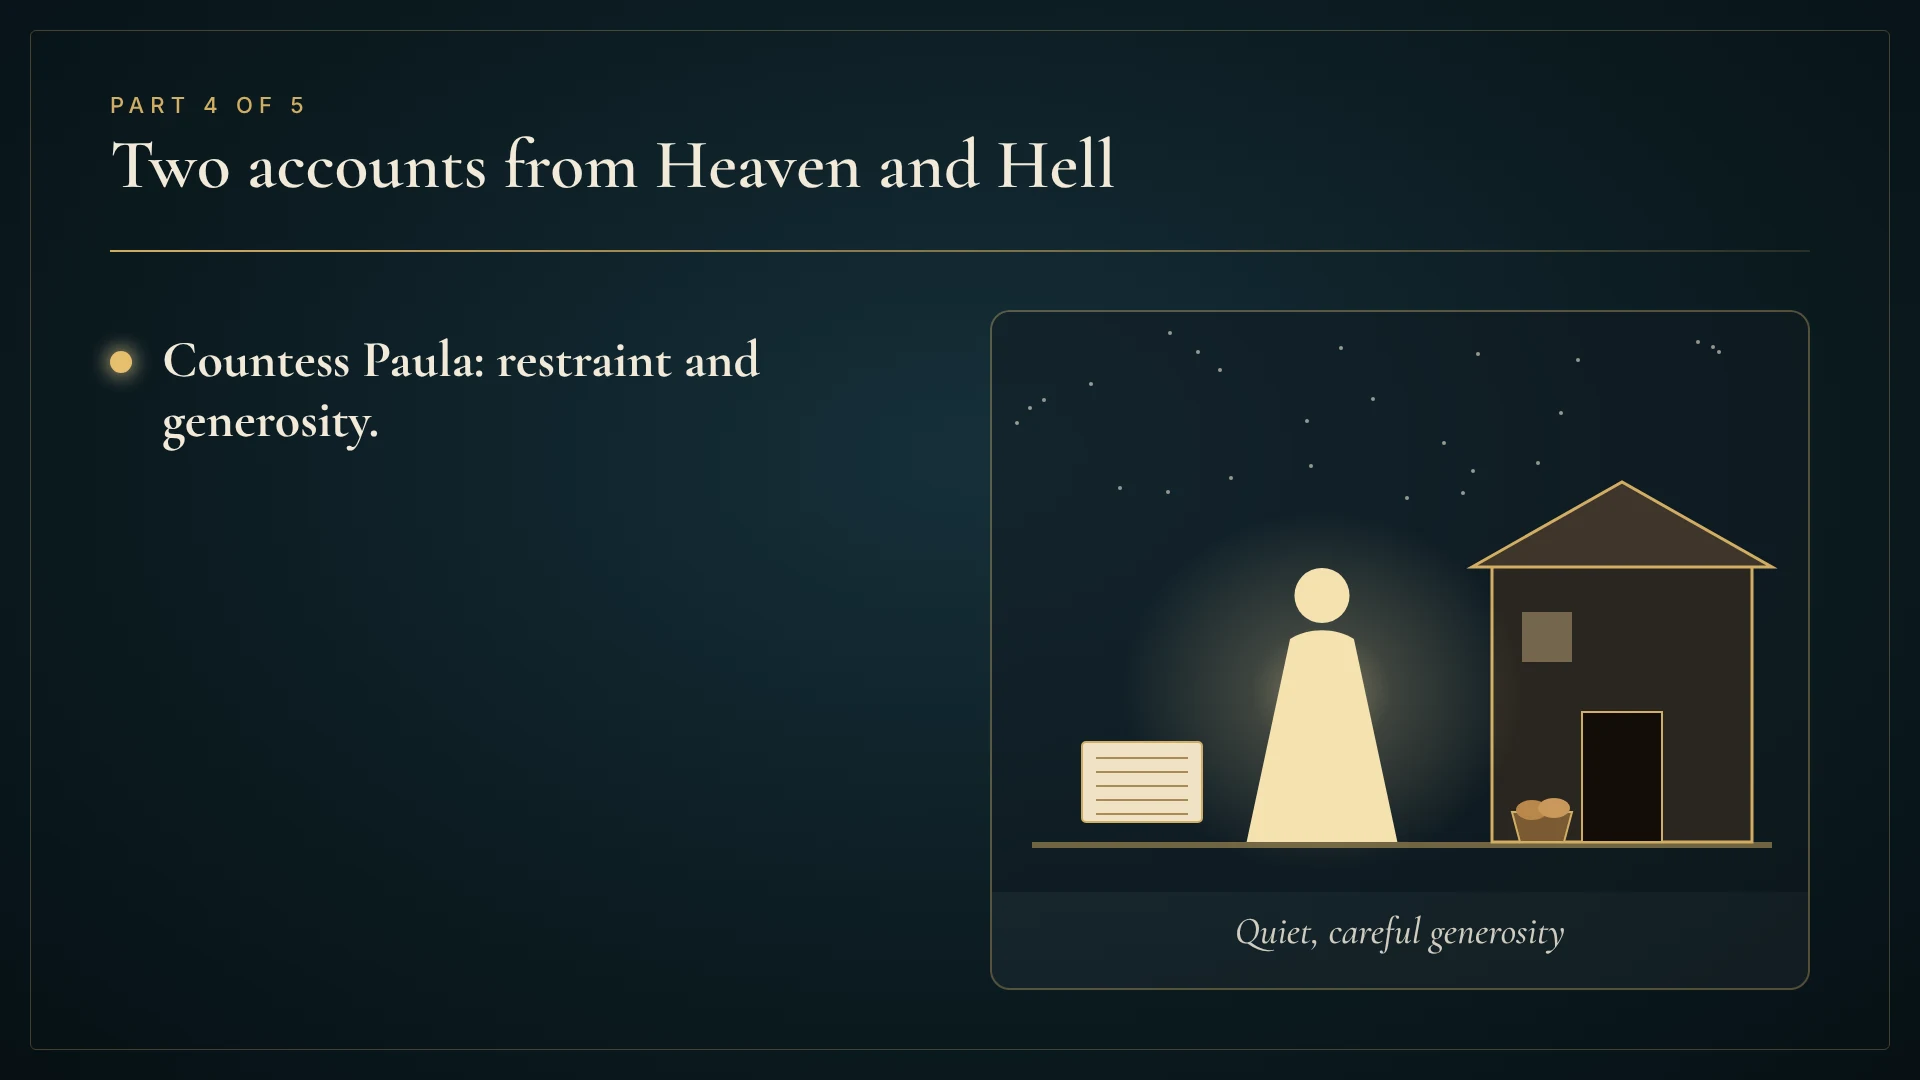 PART 4 OF 5
Two accounts from Heaven and Hell
Countess Paula: restraint and
generosity.
Quiet, careful generosity